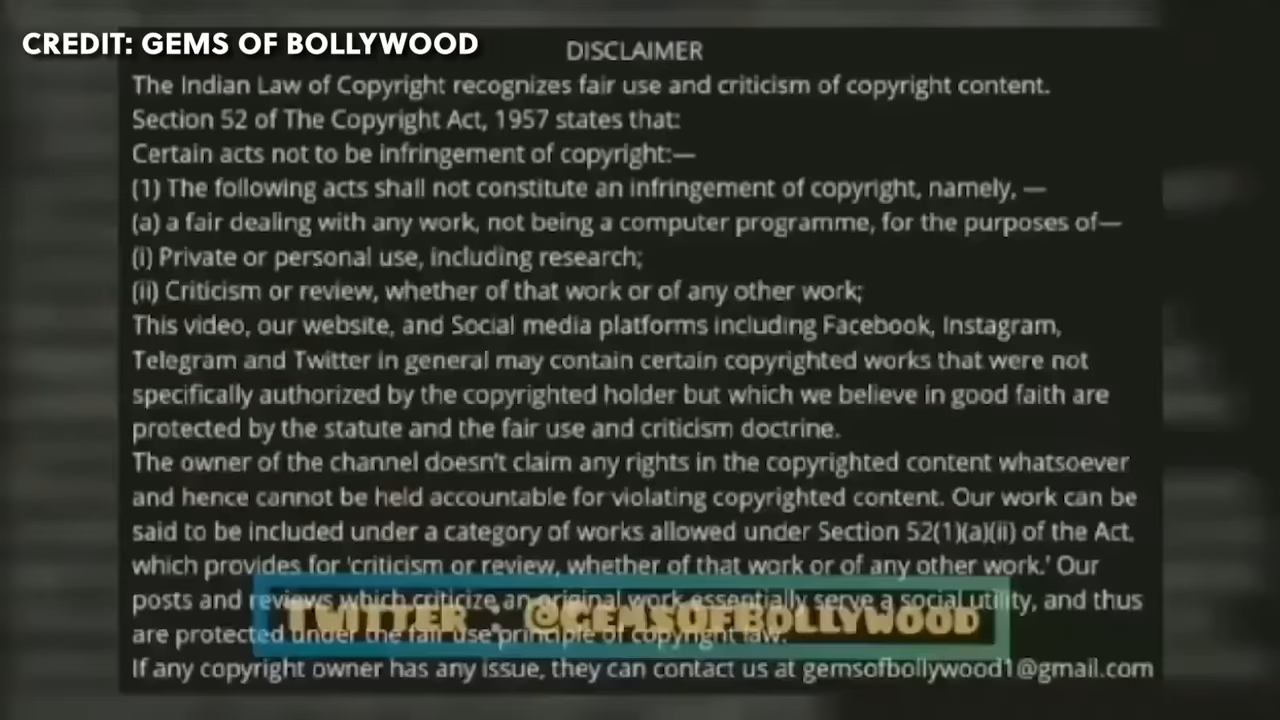 CREDIT: GEMS OF BOLLYWOOD
DISCLAIMER
The Indian Law of Copyright recognizes fair use and criticism of copyright content.
Section 52 of The Copyright Act, 1957 states that:
Certain acts not to be infringement of copyright:—
(1) The following acts shall not constitute an infringement of copyright, namely, —
(a) a fair dealing with any work, not being a computer programme, for the purposes of—
(i) Private or personal use, including research;
(ii) Criticism or review, whether of that work or of any other work;
This video, our website, and Social media platforms including Facebook, Instagram,
Telegram and Twitter in general may contain certain copyrighted works that were not
specifically authorized by the copyrighted holder but which we believe in good faith are
protected by the statute and the fair use and criticism doctrine.
The owner of the channel doesn't claim any rights in the copyrighted content whatsoever
and hence cannot be held accountable for violating copyrighted content. Our work can be
said to be included under a category of works allowed under Section 52(1)(a)(ii) of the Act,
which provides for 'criticism or review, whether of that work or of any other work.' Our
posts and reviews which criticize an original work essentially serve a social utility, and thus
TWITTER : @GEMSOFBOLLYWOOD
are protected under the fair use principle of copyright law.
If any copyright owner has any issue, they can contact us at gemsofbollywood1@gmail.com